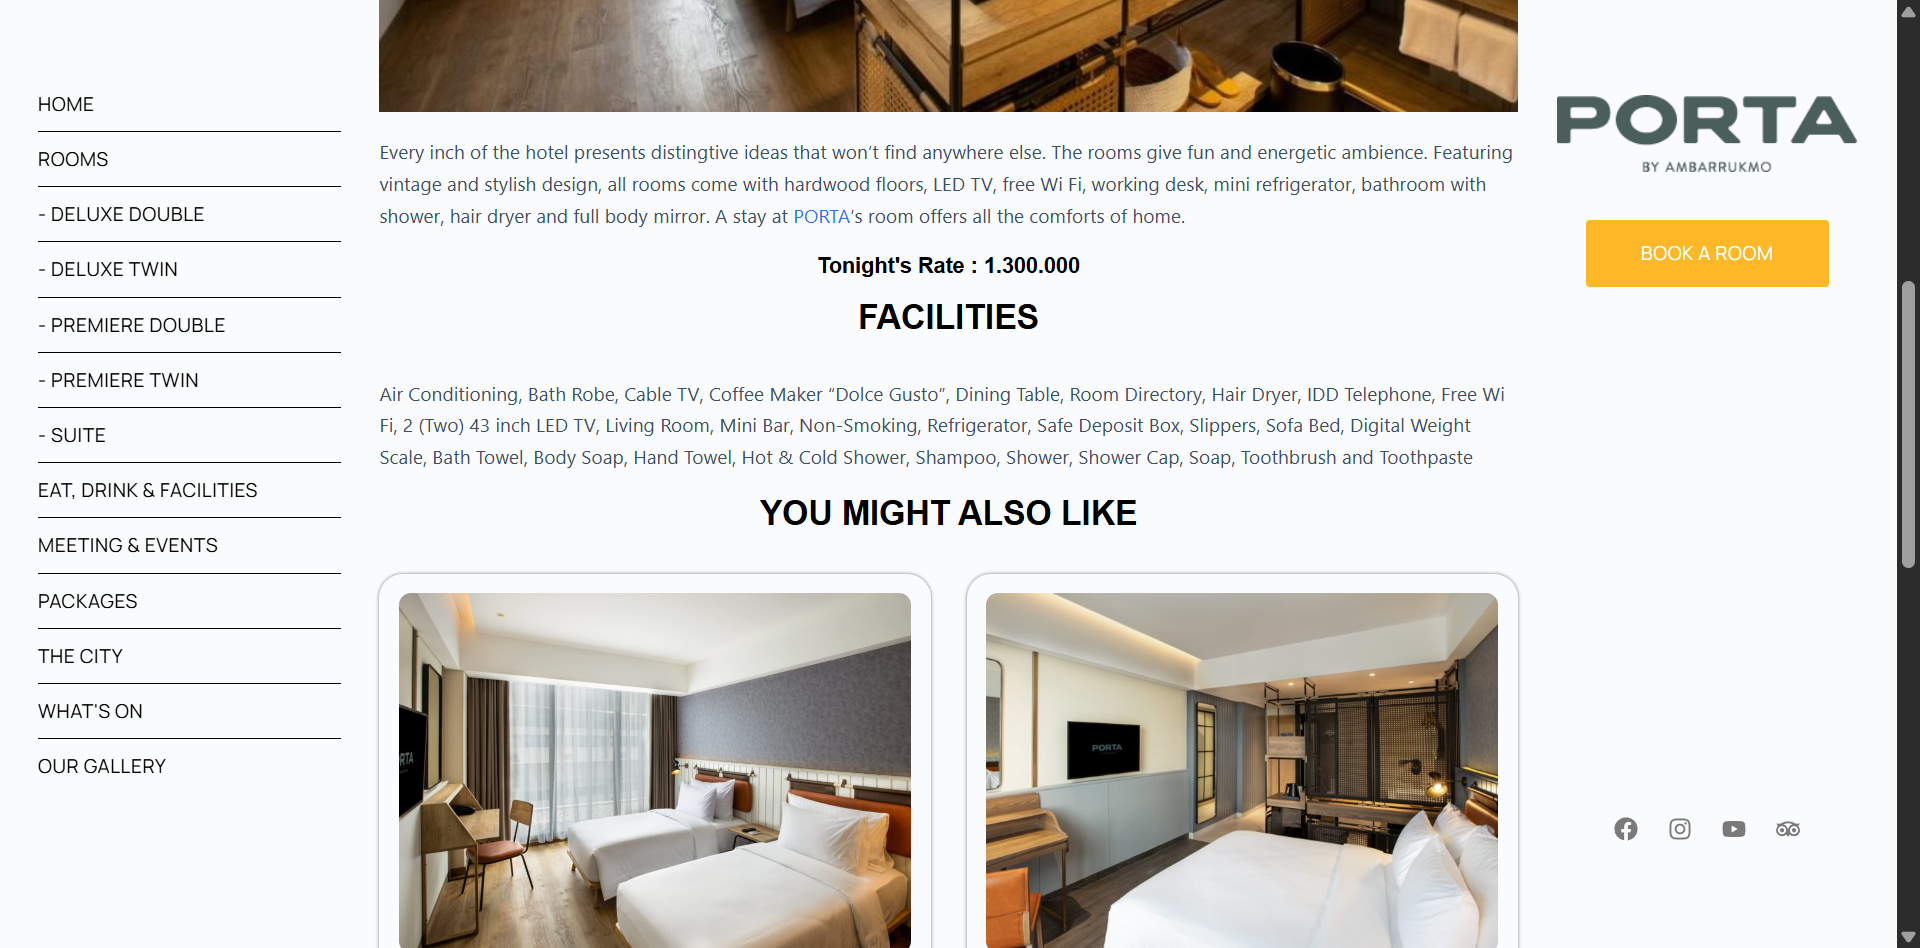 HOME
ROOMS
- DELUXE DOUBLE
- DELUXE TWIN
- PREMIERE DOUBLE
- PREMIERE TWIN
- SUITE
EAT, DRINK & FACILITIES
MEETING & EVENTS
PACKAGES
THE CITY
WHAT'S ON
OUR GALLERY
Every inch of the hotel presents distingtive ideas that won’t find anywhere else. The rooms give fun and energetic ambience. Featuring
vintage and stylish design, all rooms come with hardwood floors, LED TV, free Wi Fi, working desk, mini refrigerator, bathroom with
shower, hair dryer and full body mirror. A stay at PORTA’s room offers all the comforts of home.
Tonight's Rate : 1.300.000
FACILITIES
Air Conditioning, Bath Robe, Cable TV, Coffee Maker “Dolce Gusto”, Dining Table, Room Directory, Hair Dryer, IDD Telephone, Free Wi
Fi, 2 (Two) 43 inch LED TV, Living Room, Mini Bar, Non-Smoking, Refrigerator, Safe Deposit Box, Slippers, Sofa Bed, Digital Weight
Scale, Bath Towel, Body Soap, Hand Towel, Hot & Cold Shower, Shampoo, Shower, Shower Cap, Soap, Toothbrush and Toothpaste
YOU MIGHT ALSO LIKE
RTA
PORTA
PORTA
BY AMBARRUKMO
BOOK A ROOM